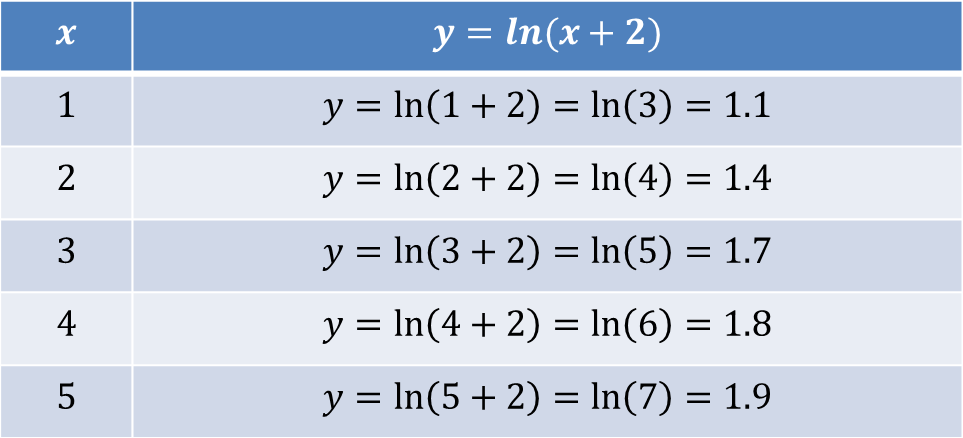 x y = ln(x + 2)
1 y = ln(1 + 2) = ln(3) = 1.1
2 y = ln(2 + 2) = ln(4) = 1.4
3 y = ln(3 + 2) = ln(5) = 1.7
4 y = ln(4 + 2) = ln(6) = 1.8
5 y = ln(5 + 2) = ln(7) = 1.9